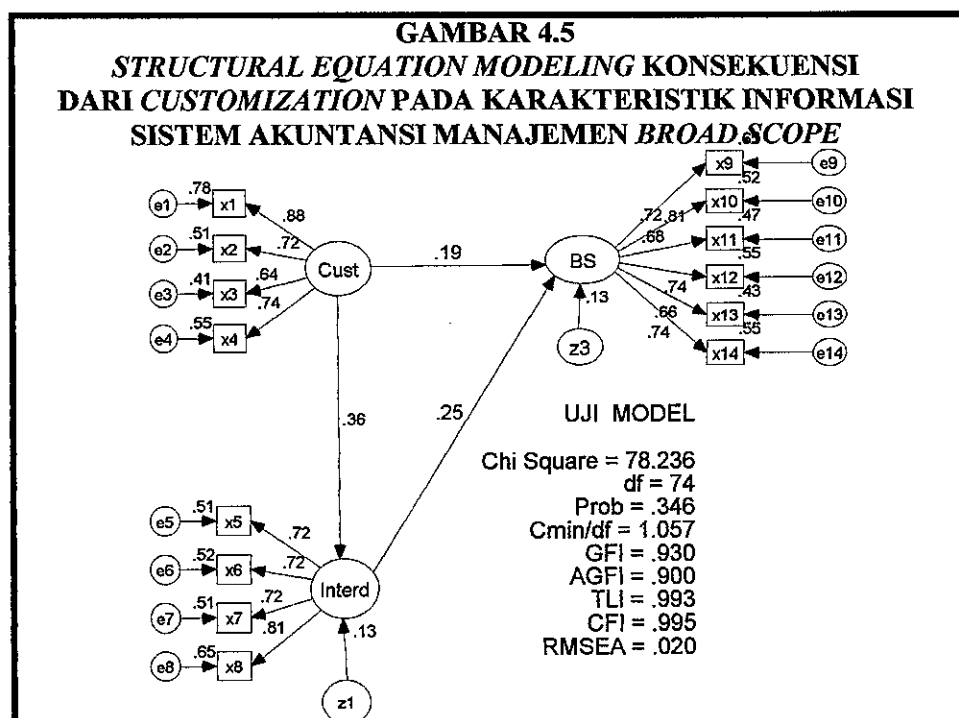 GAMBAR 4.5
STRUCTURAL EQUATION MODELING KONSEKUENSI
DARI CUSTOMIZATION PADA KARAKTERISTIK INFORMASI
SISTEM AKUNTANSI MANAJEMEN BROAD SCOPE
e1 .78 x1 .88
e2 .51 x2 .72
e3 .41 x3 .64
e4 .55 x4 .74
Cust
.19
BS
.13
z3
x9 e9
.72 .81 .52 x10 e10
.68 .47 x11 e11
.55 x12 e12
.74 .43 x13 e13
.66 .55
.74 x14 e14
.36
.25
e5 .51 x5 .72
e6 .52 x6 .72
e7 .51 x7 .72
e8 .65 x8 .81
Interd
.13
z1
UJI MODEL
Chi Square = 78.236
df = 74
Prob = .346
Cmin/df = 1.057
GFI = .930
AGFI = .900
TLI = .993
CFI = .995
RMSEA = .020